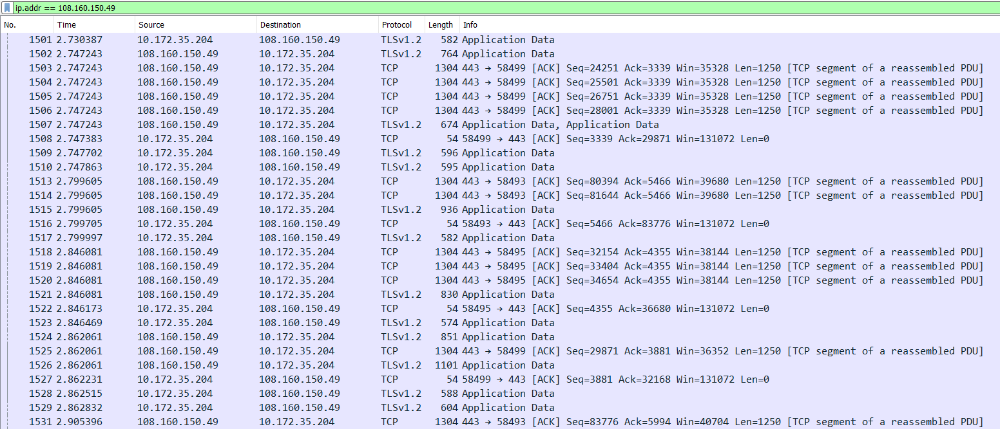 ip.addr == 108.160.150.49
No. Time Source Destination Protocol Length Info
1501 2.730387 10.172.35.204 108.160.150.49 TLSv1.2 582 Application Data
1502 2.747243 108.160.150.49 10.172.35.204 TLSv1.2 764 Application Data
1503 2.747243 108.160.150.49 10.172.35.204 TCP 1304 443 → 58499 [ACK] Seq=24251 Ack=3339 Win=35328 Len=1250 [TCP segment of a reassembled PDU]
1504 2.747243 108.160.150.49 10.172.35.204 TCP 1304 443 → 58499 [ACK] Seq=25501 Ack=3339 Win=35328 Len=1250 [TCP segment of a reassembled PDU]
1505 2.747243 108.160.150.49 10.172.35.204 TCP 1304 443 → 58499 [ACK] Seq=26751 Ack=3339 Win=35328 Len=1250 [TCP segment of a reassembled PDU]
1506 2.747243 108.160.150.49 10.172.35.204 TCP 1304 443 → 58499 [ACK] Seq=28001 Ack=3339 Win=35328 Len=1250 [TCP segment of a reassembled PDU]
1507 2.747243 108.160.150.49 10.172.35.204 TLSv1.2 674 Application Data, Application Data
1508 2.747383 10.172.35.204 108.160.150.49 TCP 54 58499 → 443 [ACK] Seq=3339 Ack=29871 Win=131072 Len=0
1509 2.747702 10.172.35.204 108.160.150.49 TLSv1.2 596 Application Data
1510 2.747863 10.172.35.204 108.160.150.49 TLSv1.2 595 Application Data
1513 2.799605 108.160.150.49 10.172.35.204 TCP 1304 443 → 58493 [ACK] Seq=80394 Ack=5466 Win=39680 Len=1250 [TCP segment of a reassembled PDU]
1514 2.799605 108.160.150.49 10.172.35.204 TCP 1304 443 → 58493 [ACK] Seq=81644 Ack=5466 Win=39680 Len=1250 [TCP segment of a reassembled PDU]
1515 2.799605 108.160.150.49 10.172.35.204 TLSv1.2 936 Application Data
1516 2.799705 10.172.35.204 108.160.150.49 TCP 54 58493 → 443 [ACK] Seq=5466 Ack=83776 Win=131072 Len=0
1517 2.799997 10.172.35.204 108.160.150.49 TLSv1.2 582 Application Data
1518 2.846081 108.160.150.49 10.172.35.204 TCP 1304 443 → 58495 [ACK] Seq=32154 Ack=4355 Win=38144 Len=1250 [TCP segment of a reassembled PDU]
1519 2.846081 108.160.150.49 10.172.35.204 TCP 1304 443 → 58495 [ACK] Seq=33404 Ack=4355 Win=38144 Len=1250 [TCP segment of a reassembled PDU]
1520 2.846081 108.160.150.49 10.172.35.204 TCP 1304 443 → 58495 [ACK] Seq=34654 Ack=4355 Win=38144 Len=1250 [TCP segment of a reassembled PDU]
1521 2.846081 108.160.150.49 10.172.35.204 TLSv1.2 830 Application Data
1522 2.846173 10.172.35.204 108.160.150.49 TCP 54 58495 → 443 [ACK] Seq=4355 Ack=36680 Win=131072 Len=0
1523 2.846469 10.172.35.204 108.160.150.49 TLSv1.2 574 Application Data
1524 2.862061 108.160.150.49 10.172.35.204 TLSv1.2 851 Application Data
1525 2.862061 108.160.150.49 10.172.35.204 TCP 1304 443 → 58499 [ACK] Seq=29871 Ack=3881 Win=36352 Len=1250 [TCP segment of a reassembled PDU]
1526 2.862061 108.160.150.49 10.172.35.204 TLSv1.2 1101 Application Data
1527 2.862231 10.172.35.204 108.160.150.49 TCP 54 58499 → 443 [ACK] Seq=3881 Ack=32168 Win=131072 Len=0
1528 2.862515 10.172.35.204 108.160.150.49 TLSv1.2 588 Application Data
1529 2.862832 10.172.35.204 108.160.150.49 TLSv1.2 604 Application Data
1531 2.905396 108.160.150.49 10.172.35.204 TCP 1304 443 → 58493 [ACK] Seq=83776 Ack=5994 Win=40704 Len=1250 [TCP segment of a reassembled PDU]